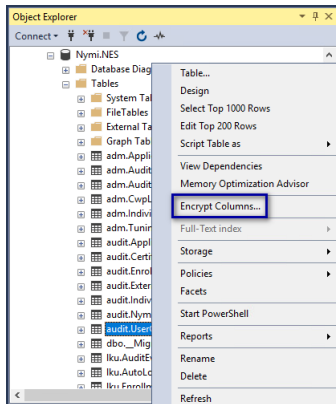 Object Explorer
Connect
Nymi.NES
Database Diag
Tables
System Tal
FileTables
External Ta
Graph Tab
adm.Appli
adm.Audit
adm.Audit
adm.CwpL
adm.Indivi
adm.Tunin
audit.Appl
audit.Certi
audit.Enrol
audit.Exter
audit.Indiv
audit.Nym
audit.User
dbo.__Mig
lku.AuditE
lku.AutoLo
lku.Enrollm
Table...
Design
Select Top 1000 Rows
Edit Top 200 Rows
Script Table as
View Dependencies
Memory Optimization Advisor
Encrypt Columns...
Full-Text index
Storage
Policies
Facets
Start PowerShell
Reports
Rename
Delete
Refresh